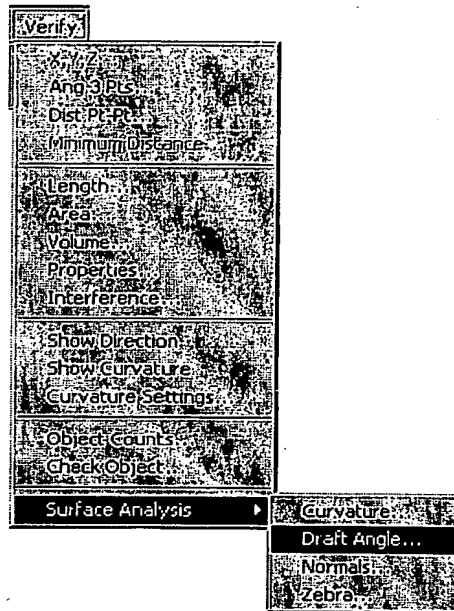 Verify
X,Y,Z
Ang 3 Pts
Dist Pt-Pt
Minimum Distance
Length
Area
Volume...
Properties...
Interference...
Show Direction
Show Curvature
Curvature Settings
Object Counts
Check Object
Surface Analysis
Curvature...
Draft Angle...
Normals...
Zebra...